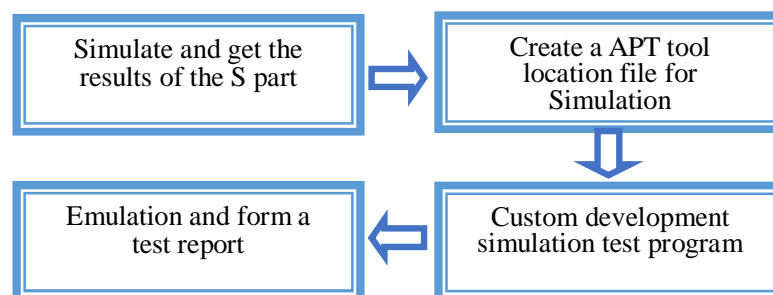 Simulate and get the
results of the S part
Create a APT tool
location file for
Simulation
Custom development
simulation test program
Emulation and form a
test report